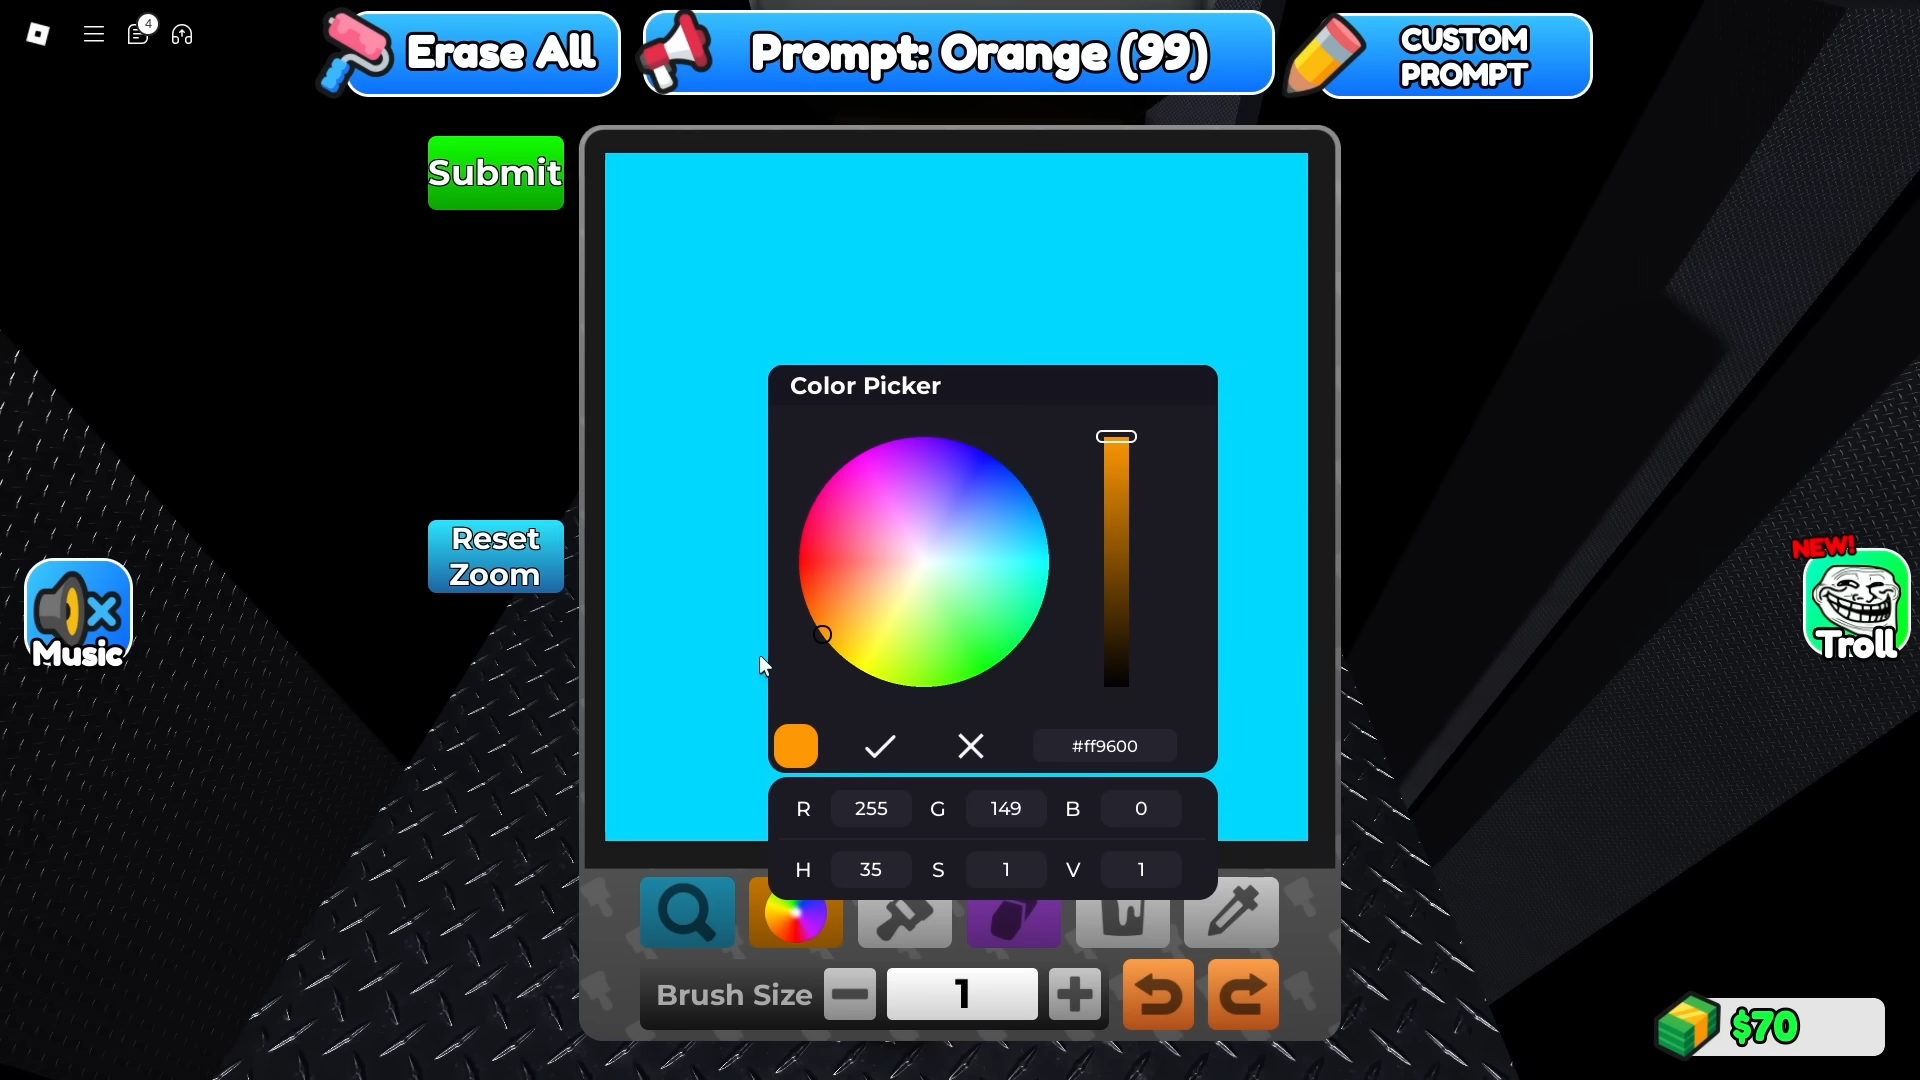 4
Erase All
Prompt: Orange (99)
CUSTOM
PROMPT
Submit
Color Picker
Reset
Zoom
NEW!
Music
Troll
#ff9600
R 255 G 149 B 0
H 35 S 1 V 1
Brush Size 1
$70